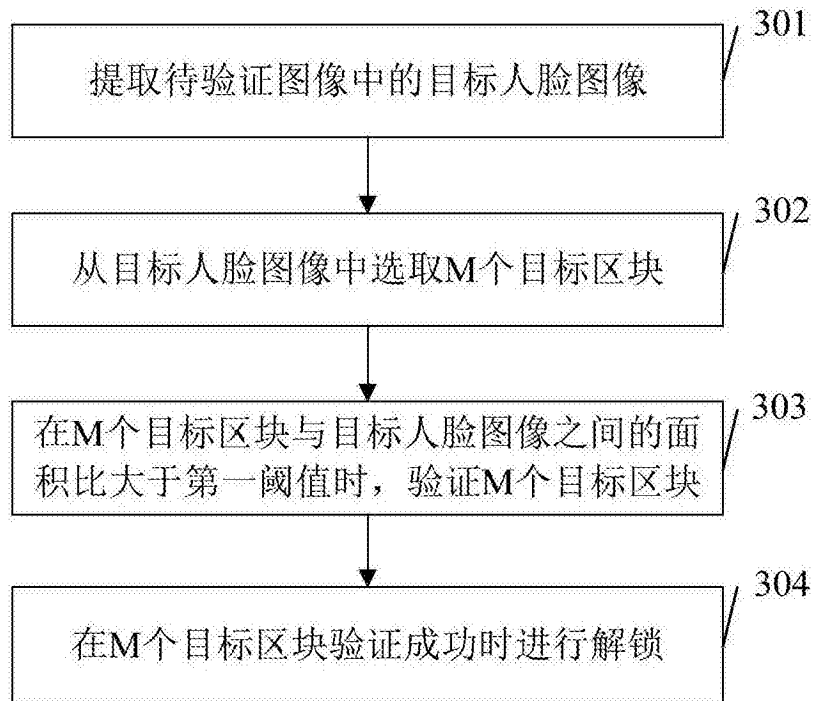 301
提取待验证图像中的目标人脸图像
302
从目标人脸图像中选取M个目标区块
303
在M个目标区块与目标人脸图像之间的面
积比大于第一阈值时，验证M个目标区块
304
在M个目标区块验证成功时进行解锁